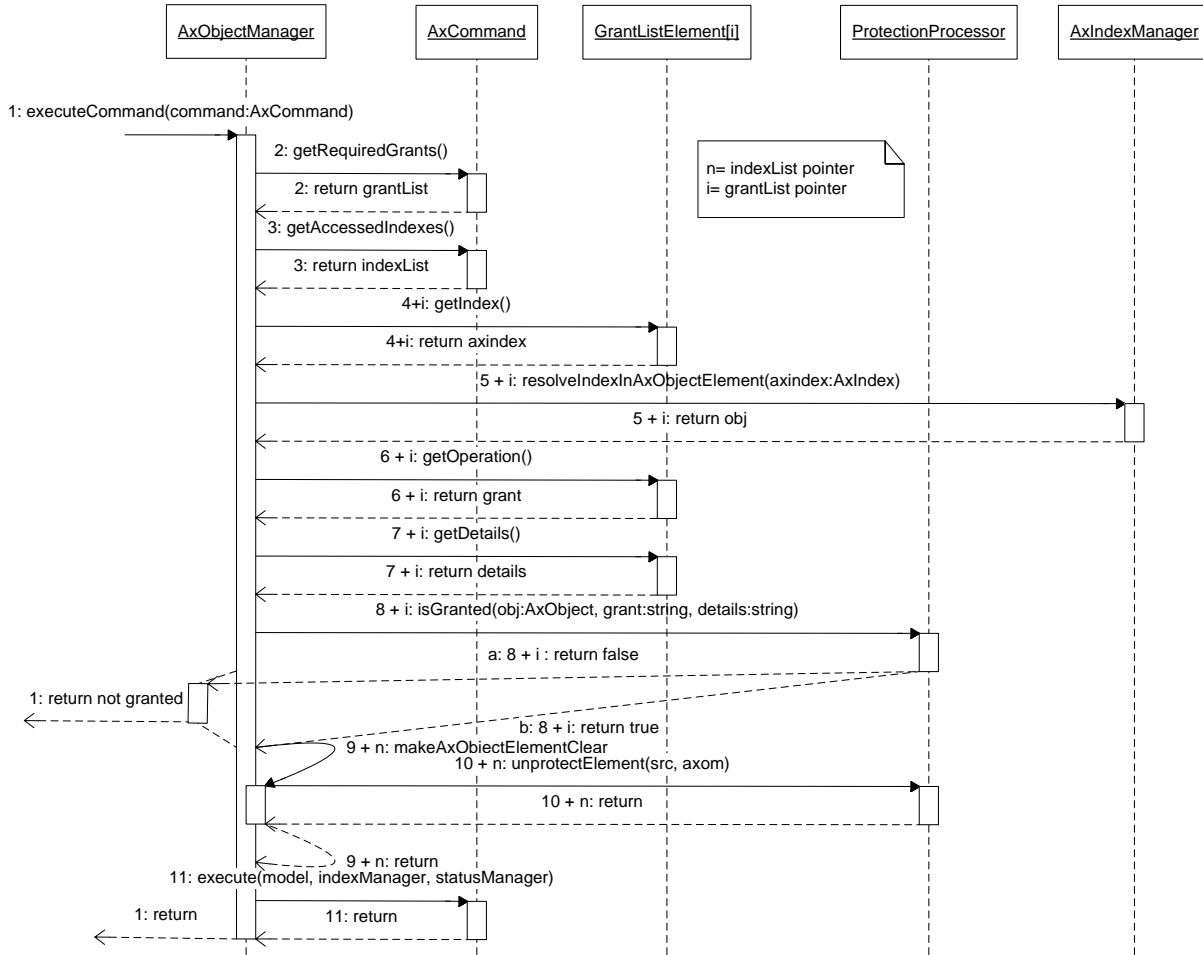 AxObjectManager
AxCommand
GrantListElement[i]
ProtectionProcessor
AxIndexManager
1: executeCommand(command:AxCommand)
2: getRequiredGrants()
n= indexList pointer
i= grantList pointer
2: return grantList
3: getAccessedIndexes()
3: return indexList
4+i: getIndex()
4+i: return axindex
5 + i: resolveIndexInAxObjectElement(axindex:AxIndex)
5 + i: return obj
6 + i: getOperation()
6 + i: return grant
7 + i: getDetails()
7 + i: return details
8 + i: isGranted(obj:AxObject, grant:string, details:string)
a: 8 + i : return false
1: return not granted
b: 8 + i: return true
9 + n: makeAxObjectElementClear
10 + n: unprotectElement(src, axom)
10 + n: return
9 + n: return
11: execute(model, indexManager, statusManager)
1: return
11: return